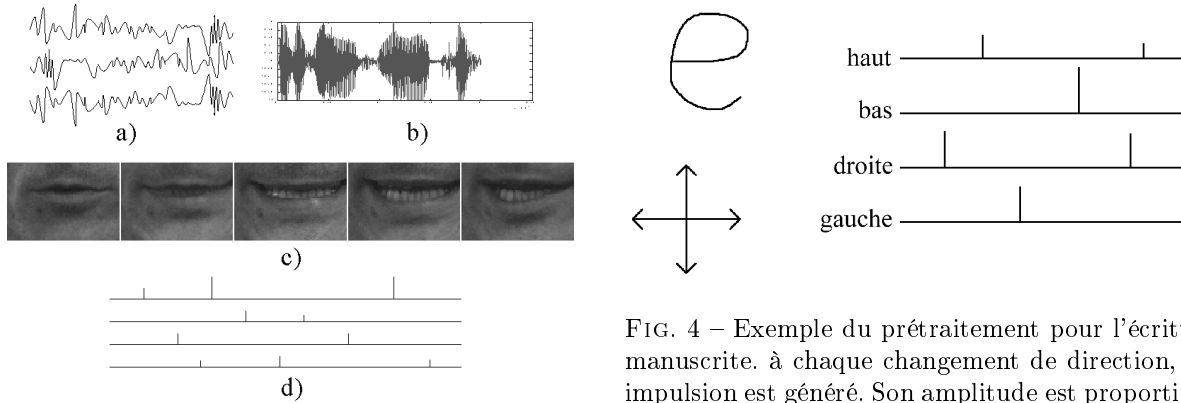 a)
b)
c)
d)
haut
bas
droite
gauche
FIG. 4 – Exemple du prétraitement pour l'écrit
manuscrite. à chaque changement de direction,
impulsion est généré. Son amplitude est proporti